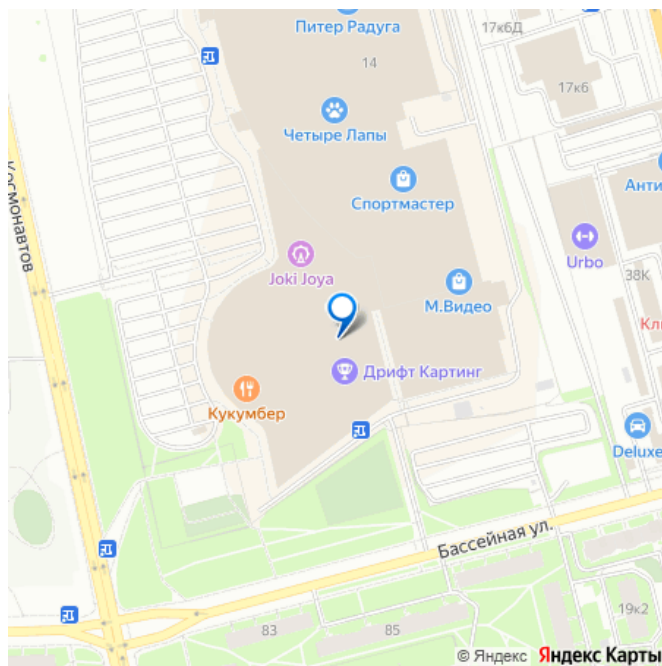 Питер Радуга
17к6Д
14
17к6
Четыре Лапы
Анти
Спортмастер
Космонавтов
Urbo
Joki Joya
38К
М.Видео
Кл
Дрифт Картинг
Кукумбер
Deluxe
Бассейная ул.
19к2
83
85
© Яндекс Яндекс Карты